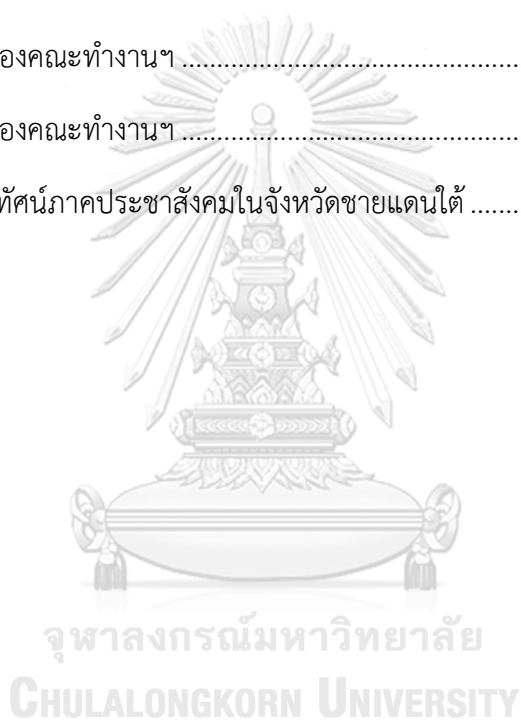 องคณะทำงานฯ ........................................................
องคณะทำงานฯ ........................................................
ทัศน์ภาคประชาสังคมในจังหวัดชายแดนใต้ .......
จุฬาลงกรณ์มหาวิทยาลัย
CHULALONGKORN UNIVERSITY